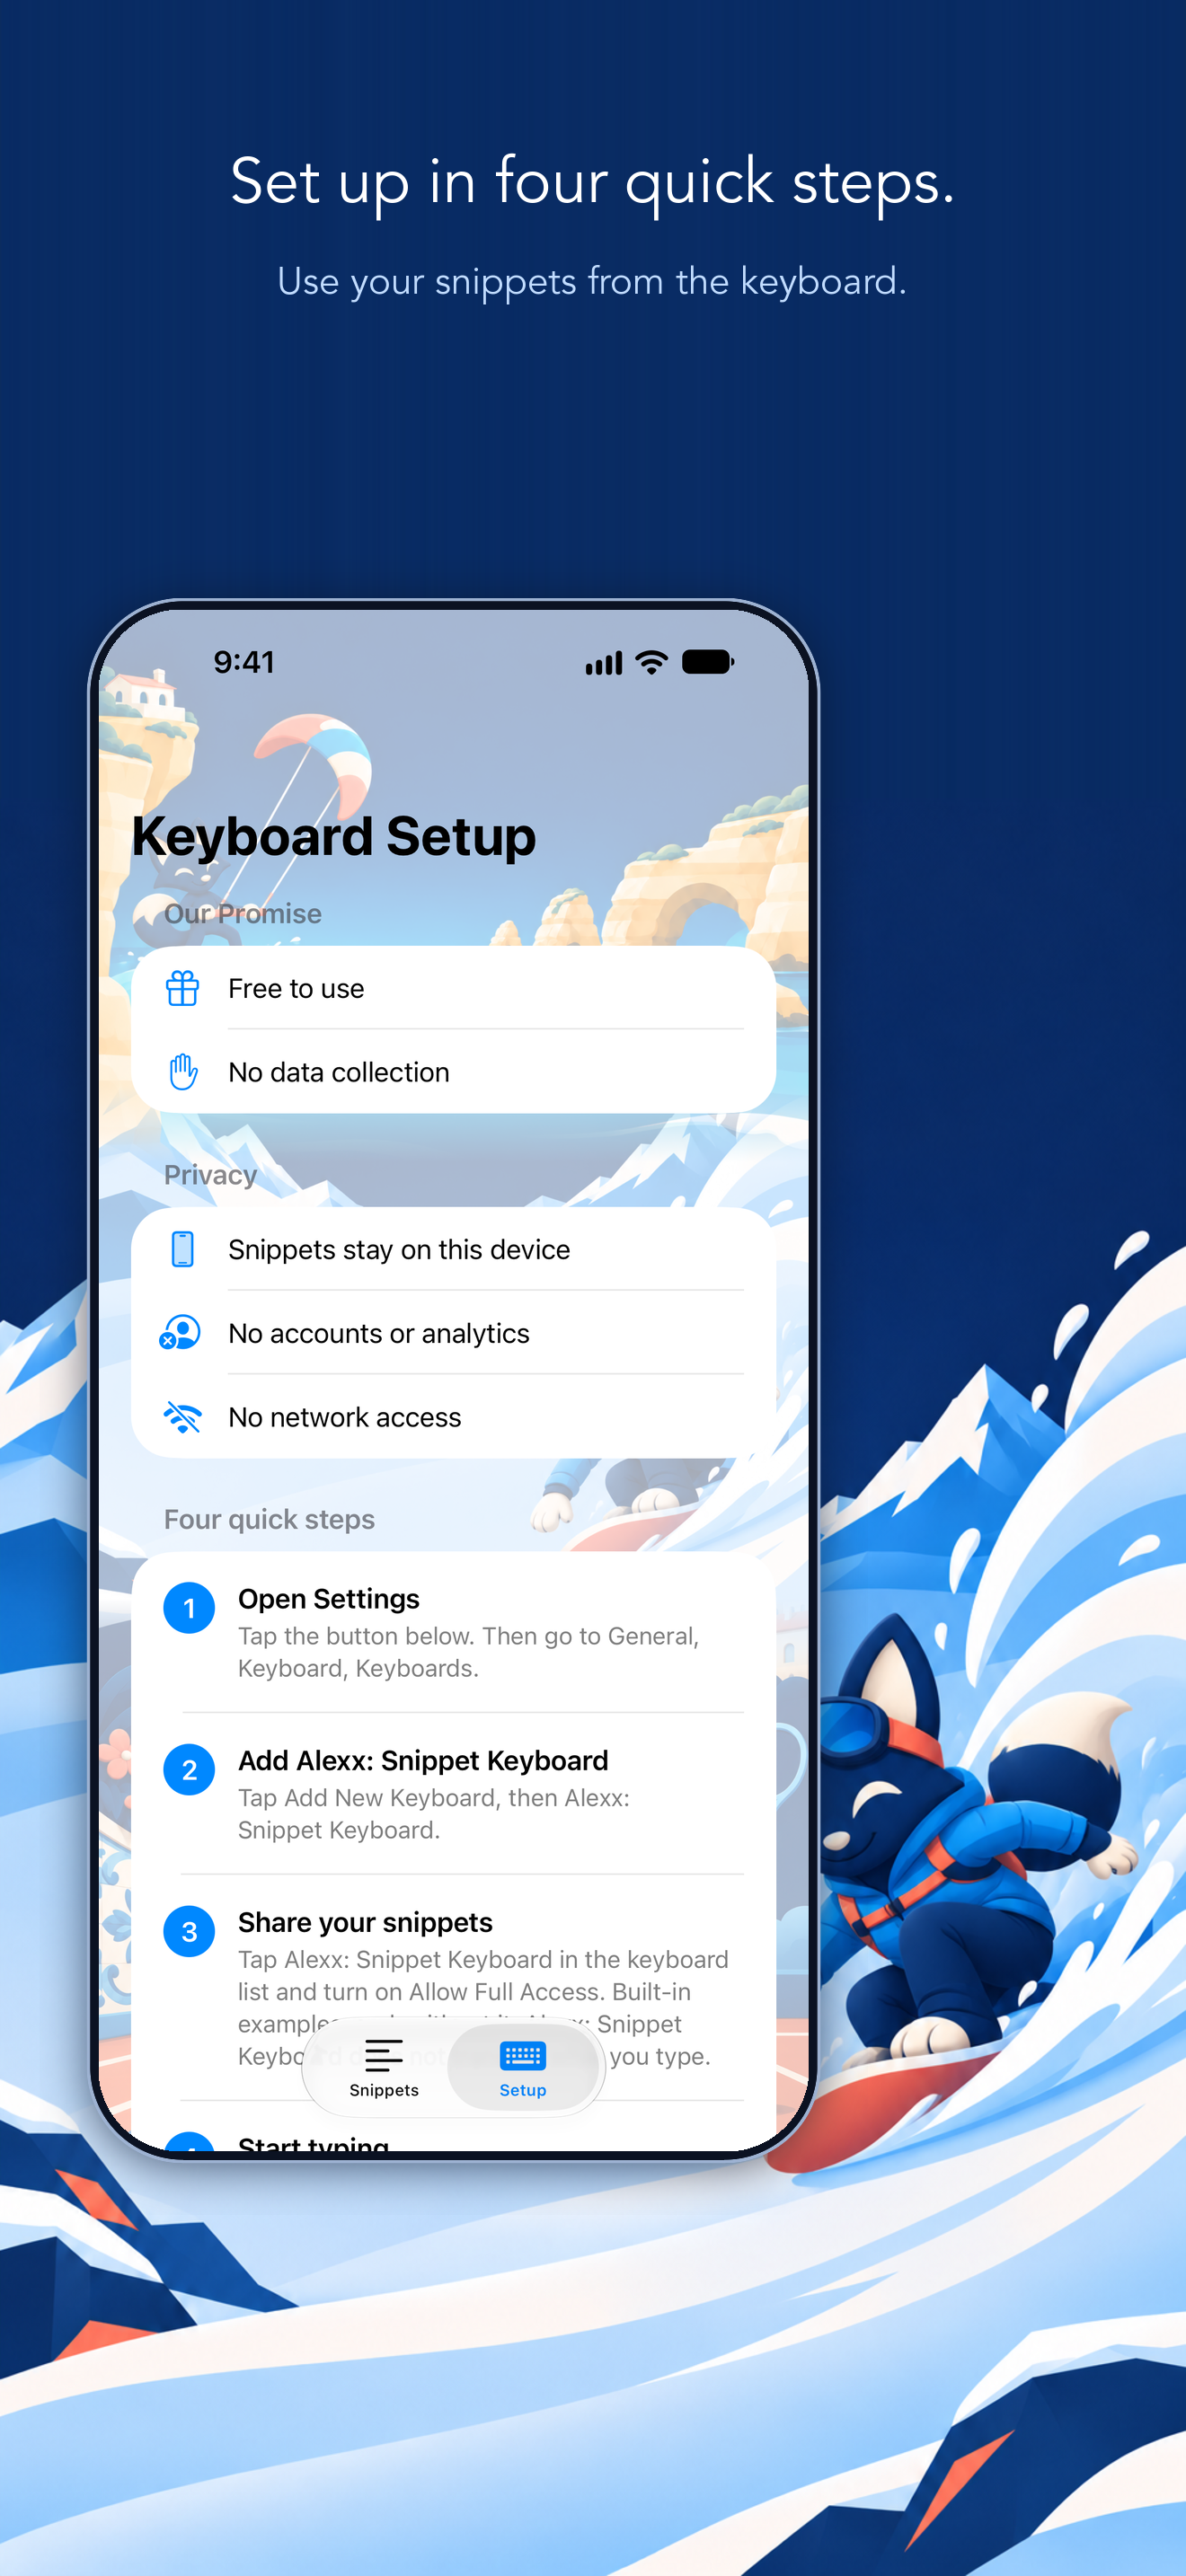 Set up in four quick steps.
Use your snippets from the keyboard.
9:41
Keyboard Setup
Our Promise
Free to use
No data collection
Privacy
Snippets stay on this device
No accounts or analytics
No network access
Four quick steps
1
Open Settings
Tap the button below. Then go to General,
Keyboard, Keyboards.
2
Add Alexx: Snippet Keyboard
Tap Add New Keyboard, then Alexx:
Snippet Keyboard.
3
Share your snippets
Tap Alexx: Snippet Keyboard in the keyboard
list and turn on Allow Full Access. Built-in
Snippet
you type.
Snippets
Setup
Start typing